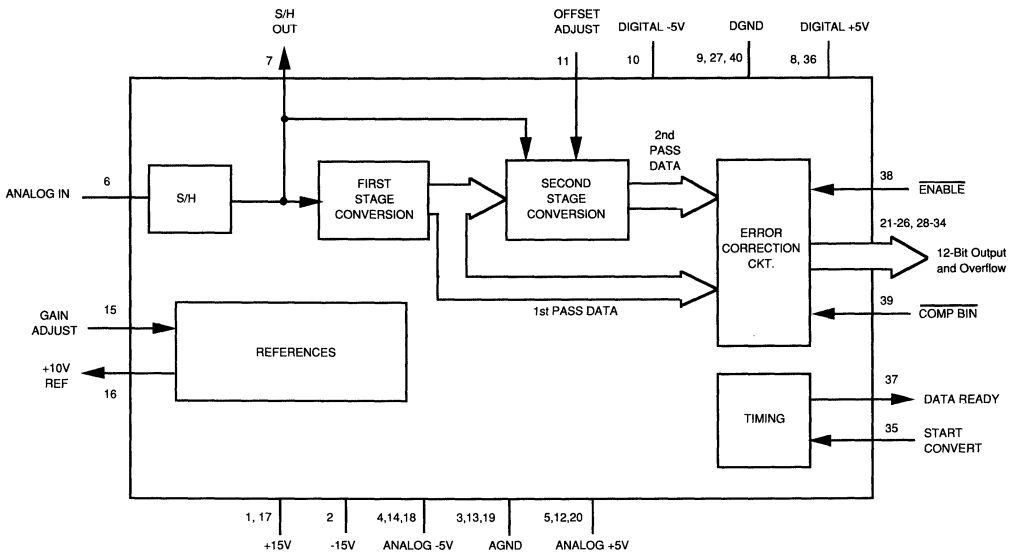 S/H
OUT
OFFSET
ADJUST
DIGITAL -5V
DGND
DIGITAL +5V
7
11
10
9, 27, 40
8, 36
2nd
PASS
DATA
6
ANALOG IN
S/H
FIRST
STAGE
CONVERSION
SECOND
STAGE
CONVERSION
ERROR
CORRECTION
CKT.
38
ENABLE
21-26, 28-34
12-Bit Output
and Overflow
39
COMP BIN
1st PASS DATA
15
GAIN
ADJUST
REFERENCES
+10V
REF
16
TIMING
37
DATA READY
35
START
CONVERT
1, 17
2
4,14,18
3,13,19
5,12,20
+15V
-15V
ANALOG -5V
AGND
ANALOG +5V